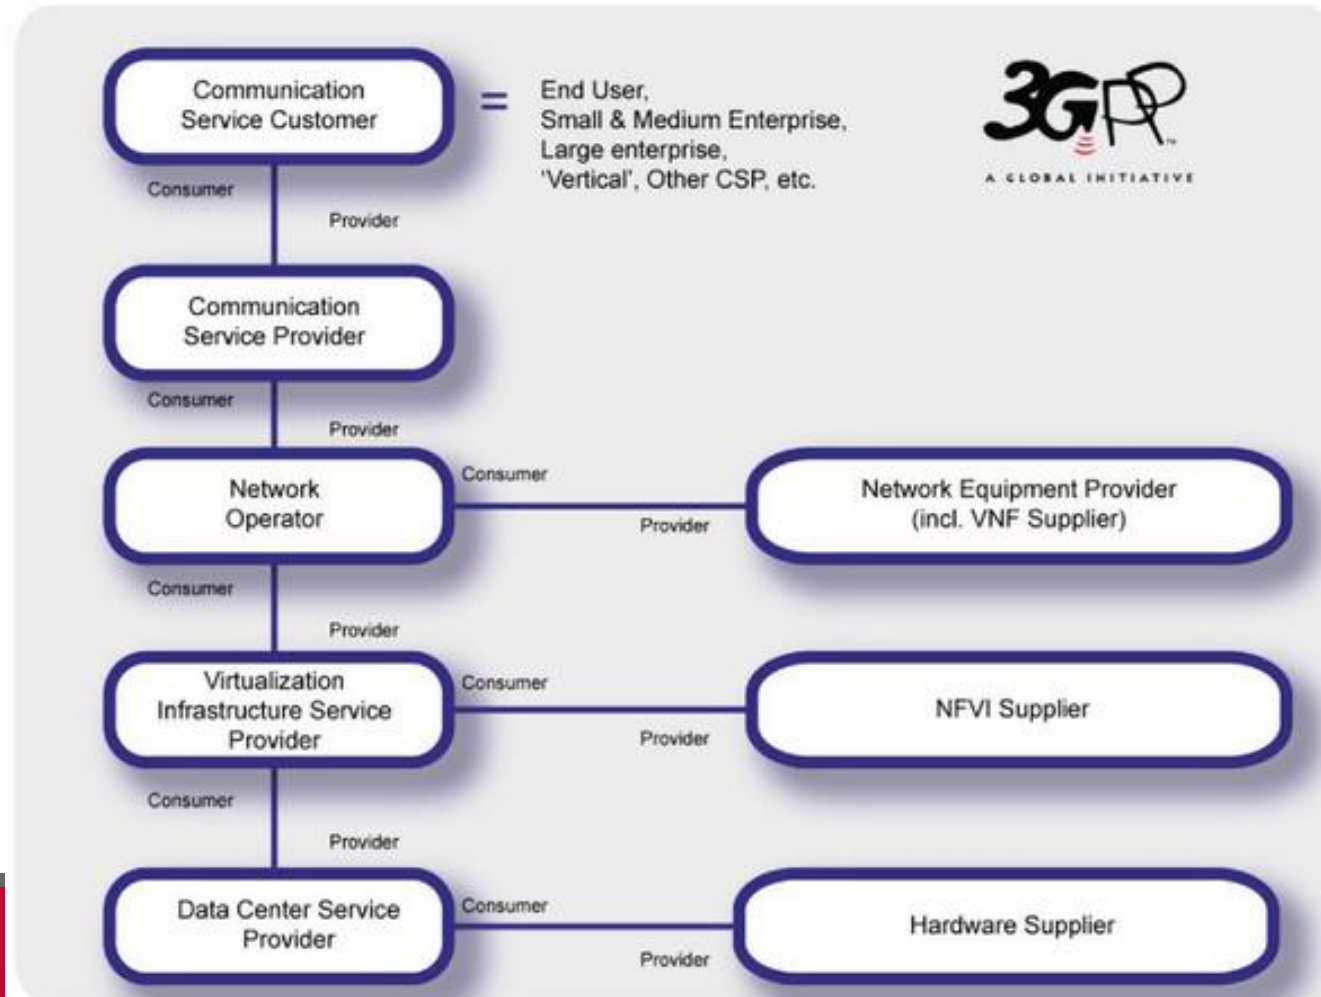 Communication
Service Customer
=
End User,
Small & Medium Enterprise,
Large enterprise,
'Vertical', Other CSP, etc.
3GPP™
A GLOBAL INITIATIVE
Consumer
Provider
Communication
Service Provider
Consumer
Provider
Network
Operator
Consumer
Provider
Network Equipment Provider
(incl. VNF Supplier)
Consumer
Provider
Virtualization
Infrastructure Service
Provider
Consumer
Provider
NFVI Supplier
Consumer
Provider
Data Center Service
Provider
Consumer
Provider
Hardware Supplier